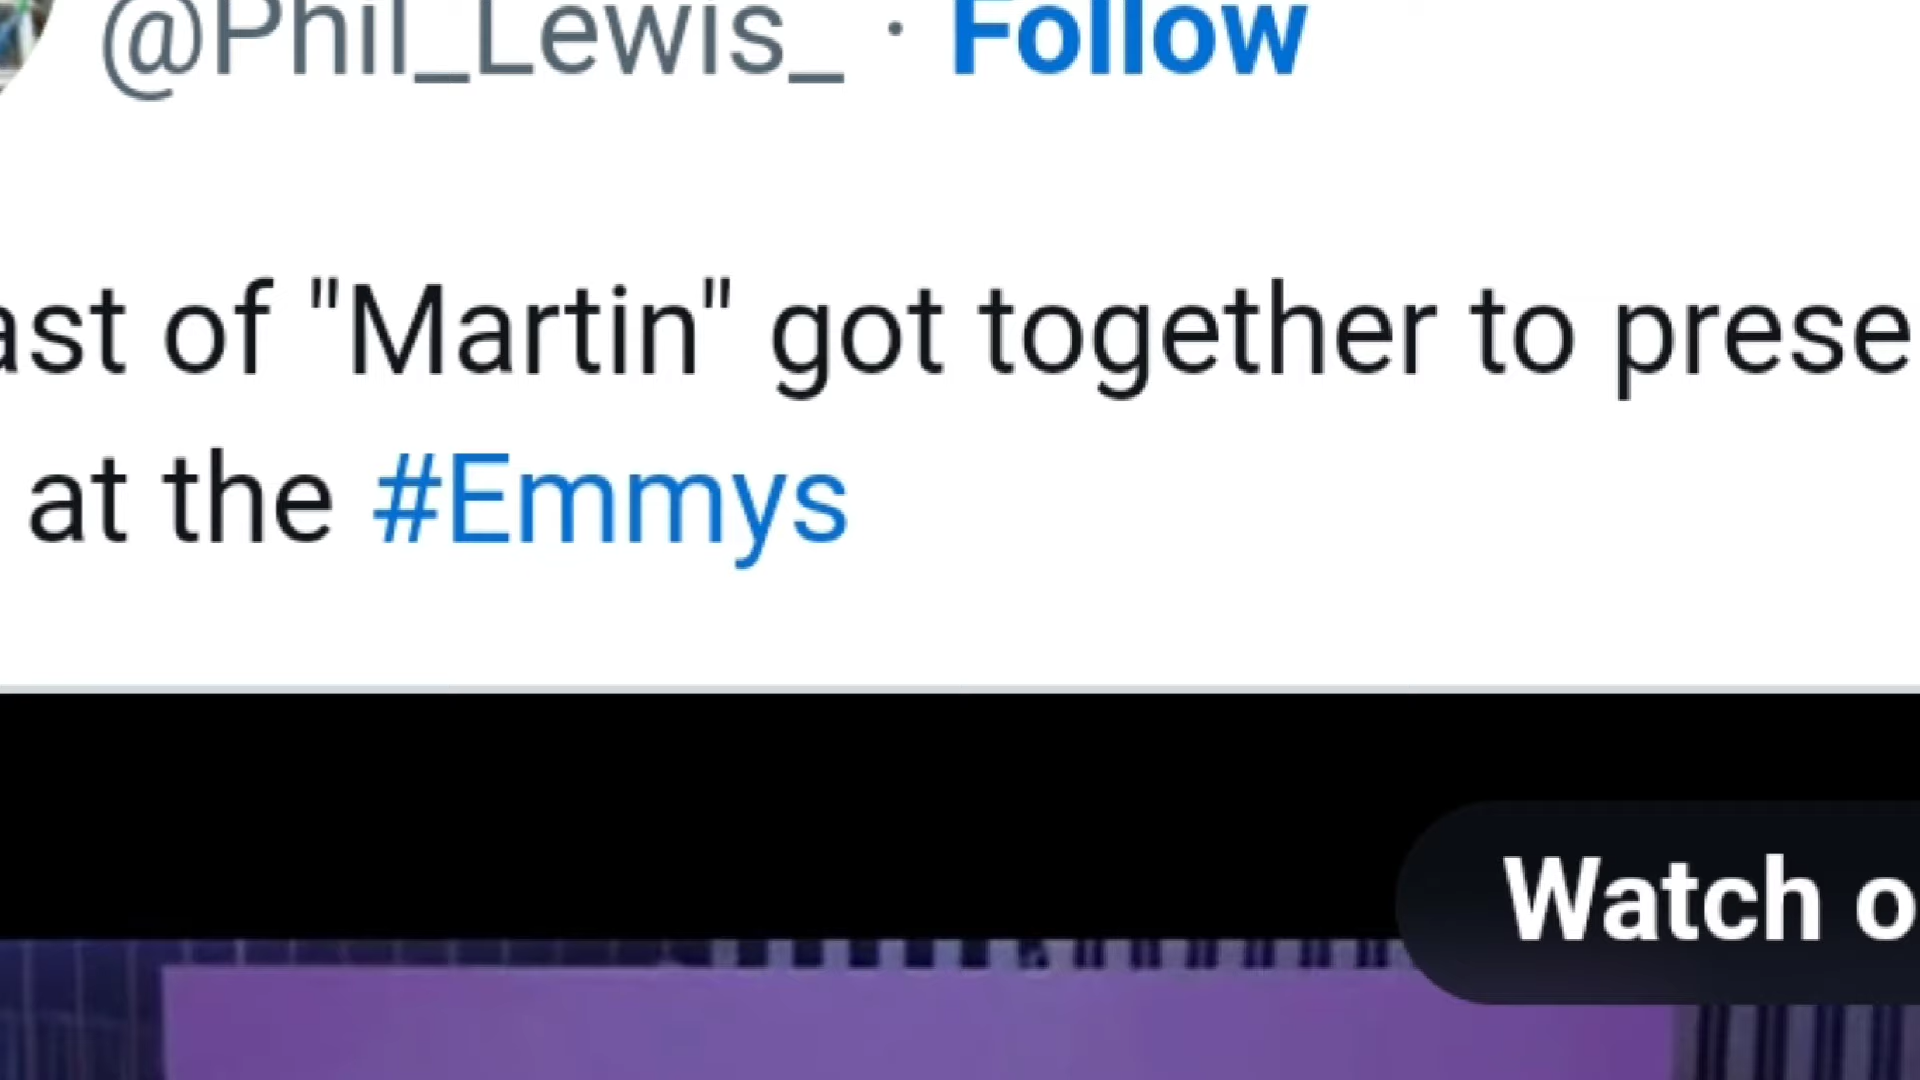 @Phil_Lewis_ · Follow
ast of "Martin" got together to prese
at the #Emmys
Watch o